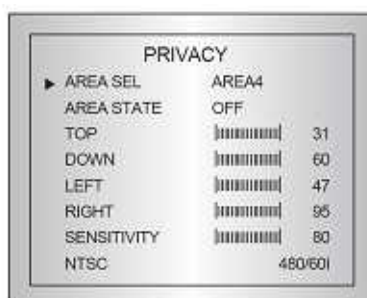 PRIVACY
AREA SEL AREA4
AREA STATE OFF
TOP 31
DOWN 60
LEFT 47
RIGHT 95
SENSITIVITY 80
NTSC 480/60I